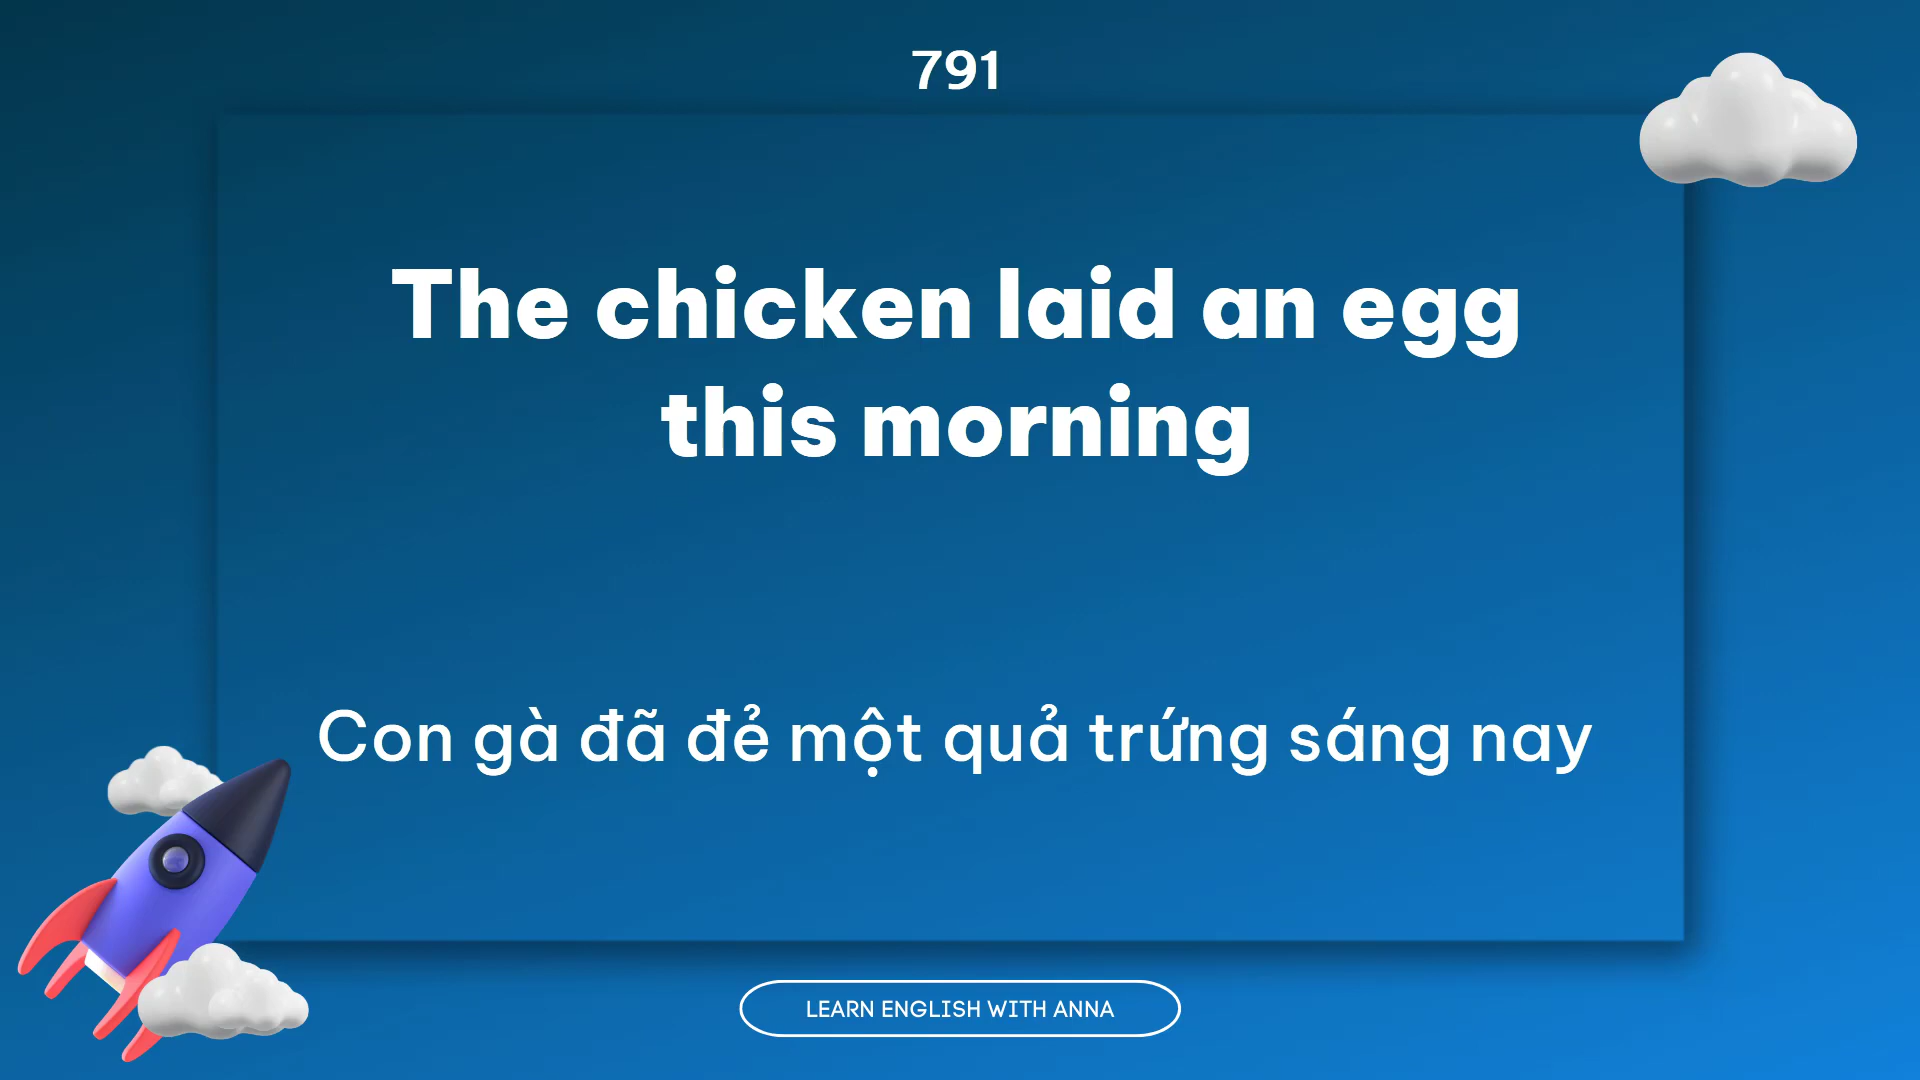 791
The chicken laid an egg
this morning
Con gà đã đẻ một quả trứng sáng nay
LEARN ENGLISH WITH ANNA